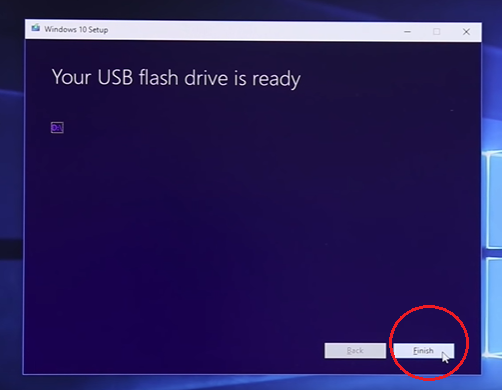 Windows 10 Setup
Your USB flash drive is ready
D:\
Back
Finish